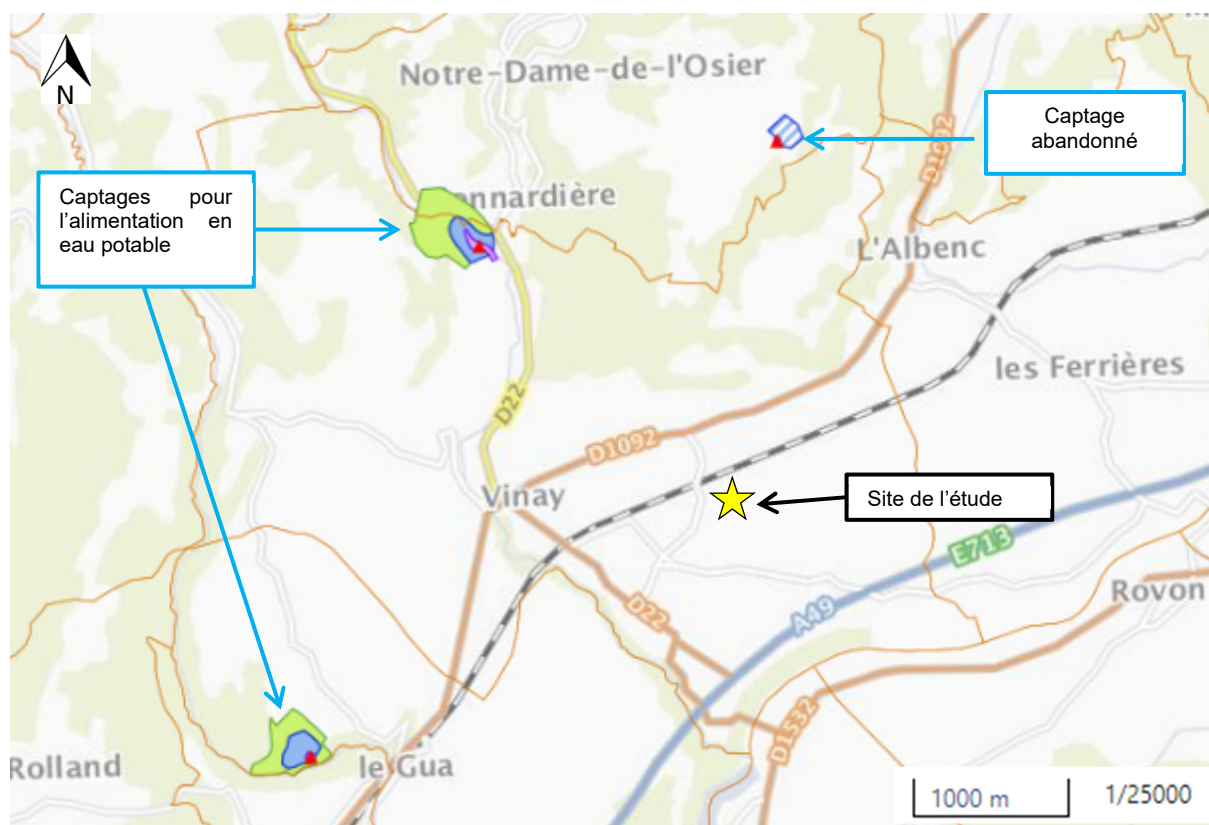 N
Notre-Dame-de-l'Osier
D1092
Captage
abandonné
Captages pour
l'alimentation en
eau potable
onnardière
L'Albenc
les Ferrières
D22
D1092
Vinay
Site de l'étude
E713
Rovon
A49
D22
D1532
Rolland
le Gua
1000 m
1/25000